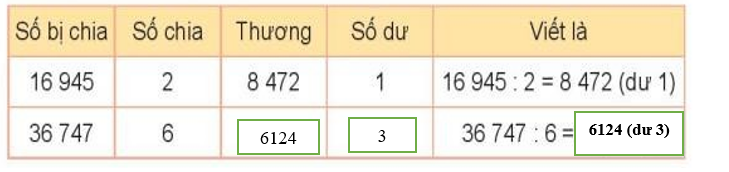 Số bị chia Số chia Thương Số dư Viết là
16 945 2 8 472 1 16 945 : 2 = 8 472 (dư 1)
36 747 6 6124 3 36 747 : 6 = 6124 (dư 3)